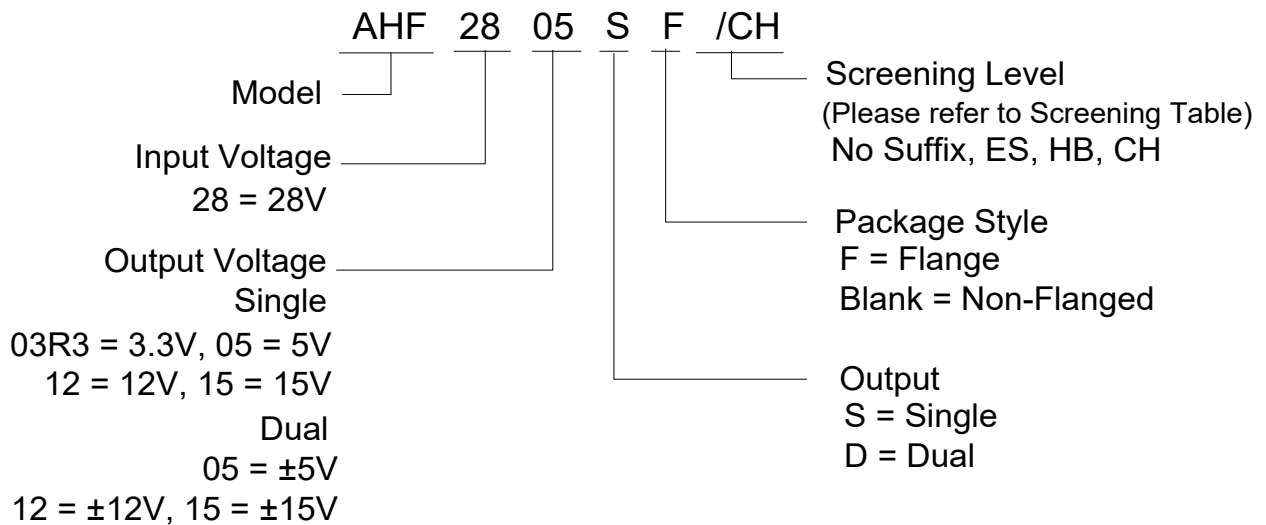 AHF 28 05 S F /CH
Model
Input Voltage
28 = 28V
Output Voltage
Single
03R3 = 3.3V, 05 = 5V
12 = 12V, 15 = 15V
Dual
05 = ±5V
12 = ±12V, 15 = ±15V
Screening Level
(Please refer to Screening Table)
No Suffix, ES, HB, CH
Package Style
F = Flange
Blank = Non-Flanged
Output
S = Single
D = Dual